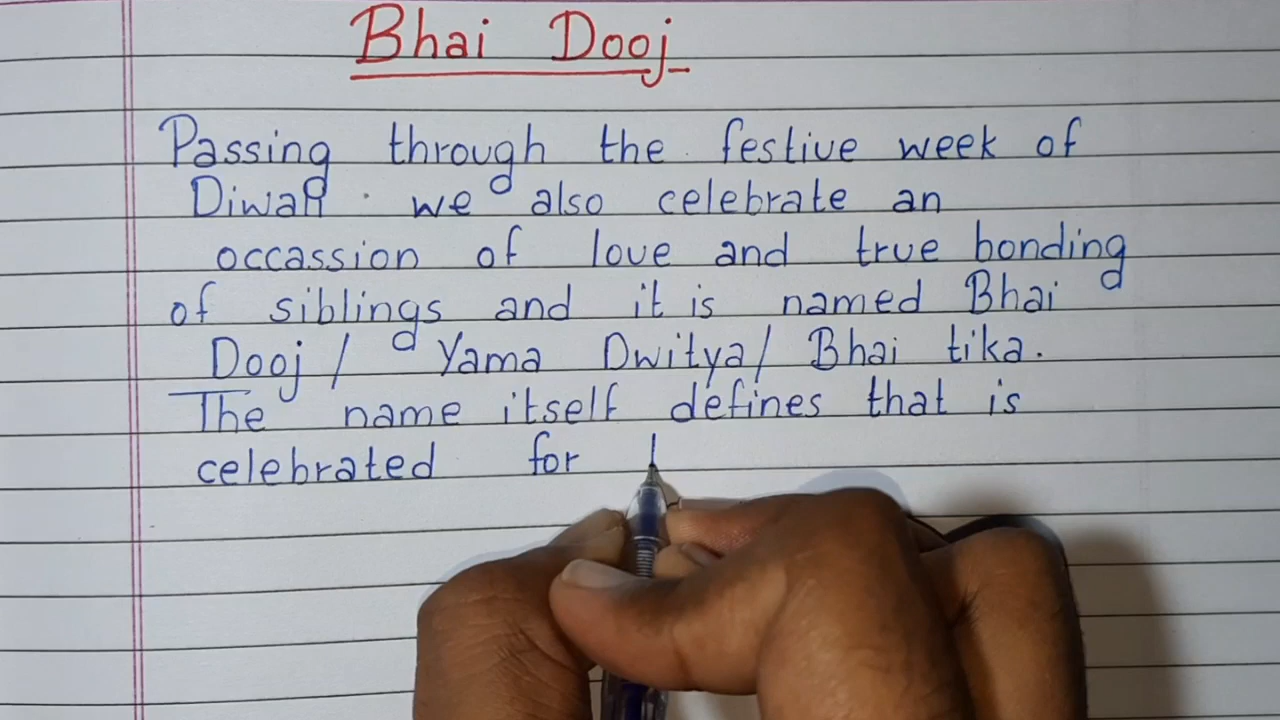 Bhai Dooj
Passing through the festive week of
Diwali we also celebrate an
occassion of love and true bonding
of siblings and it is named Bhai
Dooj / Yama Dwitya/ Bhai tika.
The name itself defines that is
celebrated for